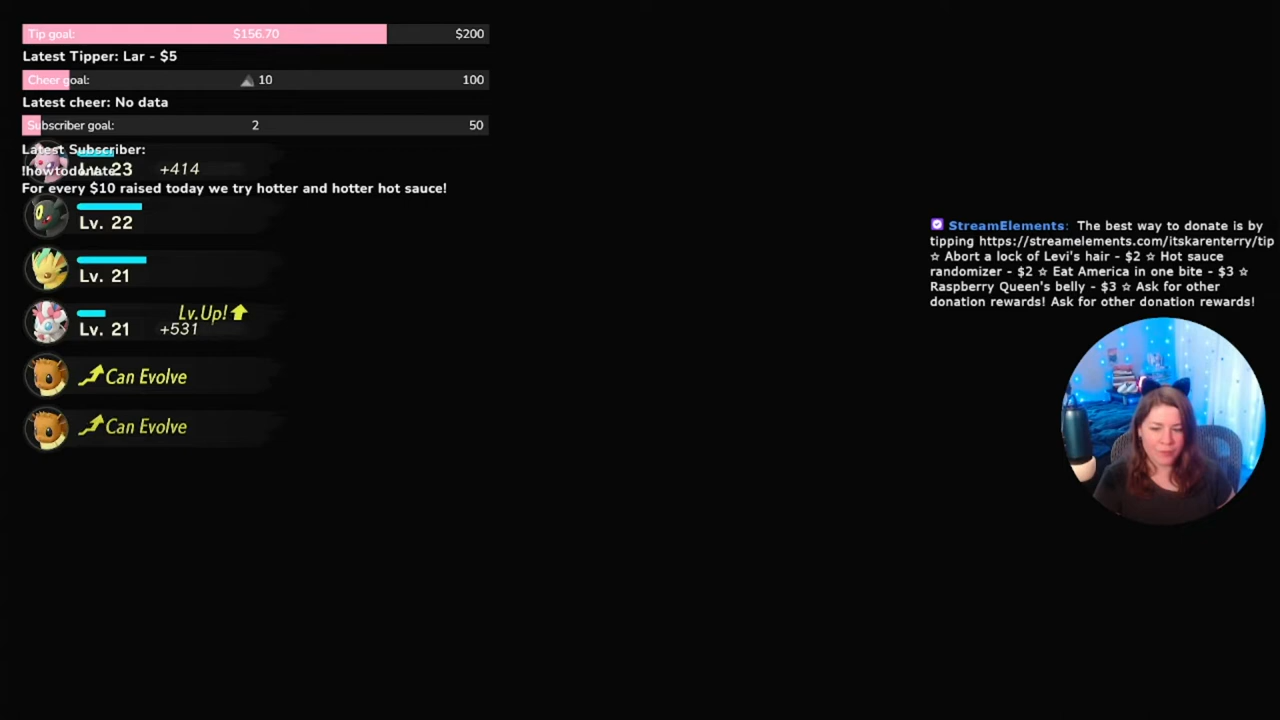 Tip goal: $156.70 $200
Latest Tipper: Lar - $5
Cheer goal: 10 100
Latest cheer: No data
Subscriber goal: 2 50
Latest Subscriber:
Lv. 23 +414
!howtodonate
For every $10 raised today we try hotter and hotter hot sauce!
Lv. 22
Lv. 21
Lv.Up!
Lv. 21 +531
Can Evolve
Can Evolve
StreamElements: The best way to donate is by
tipping https://streamelements.com/itskarenterry/tip
☆ Abort a lock of Levi's hair - $2 ☆ Hot sauce
randomizer - $2 ☆ Eat America in one bite - $3 ☆
Raspberry Queen's belly - $3 ☆ Ask for other
donation rewards! Ask for other donation rewards!